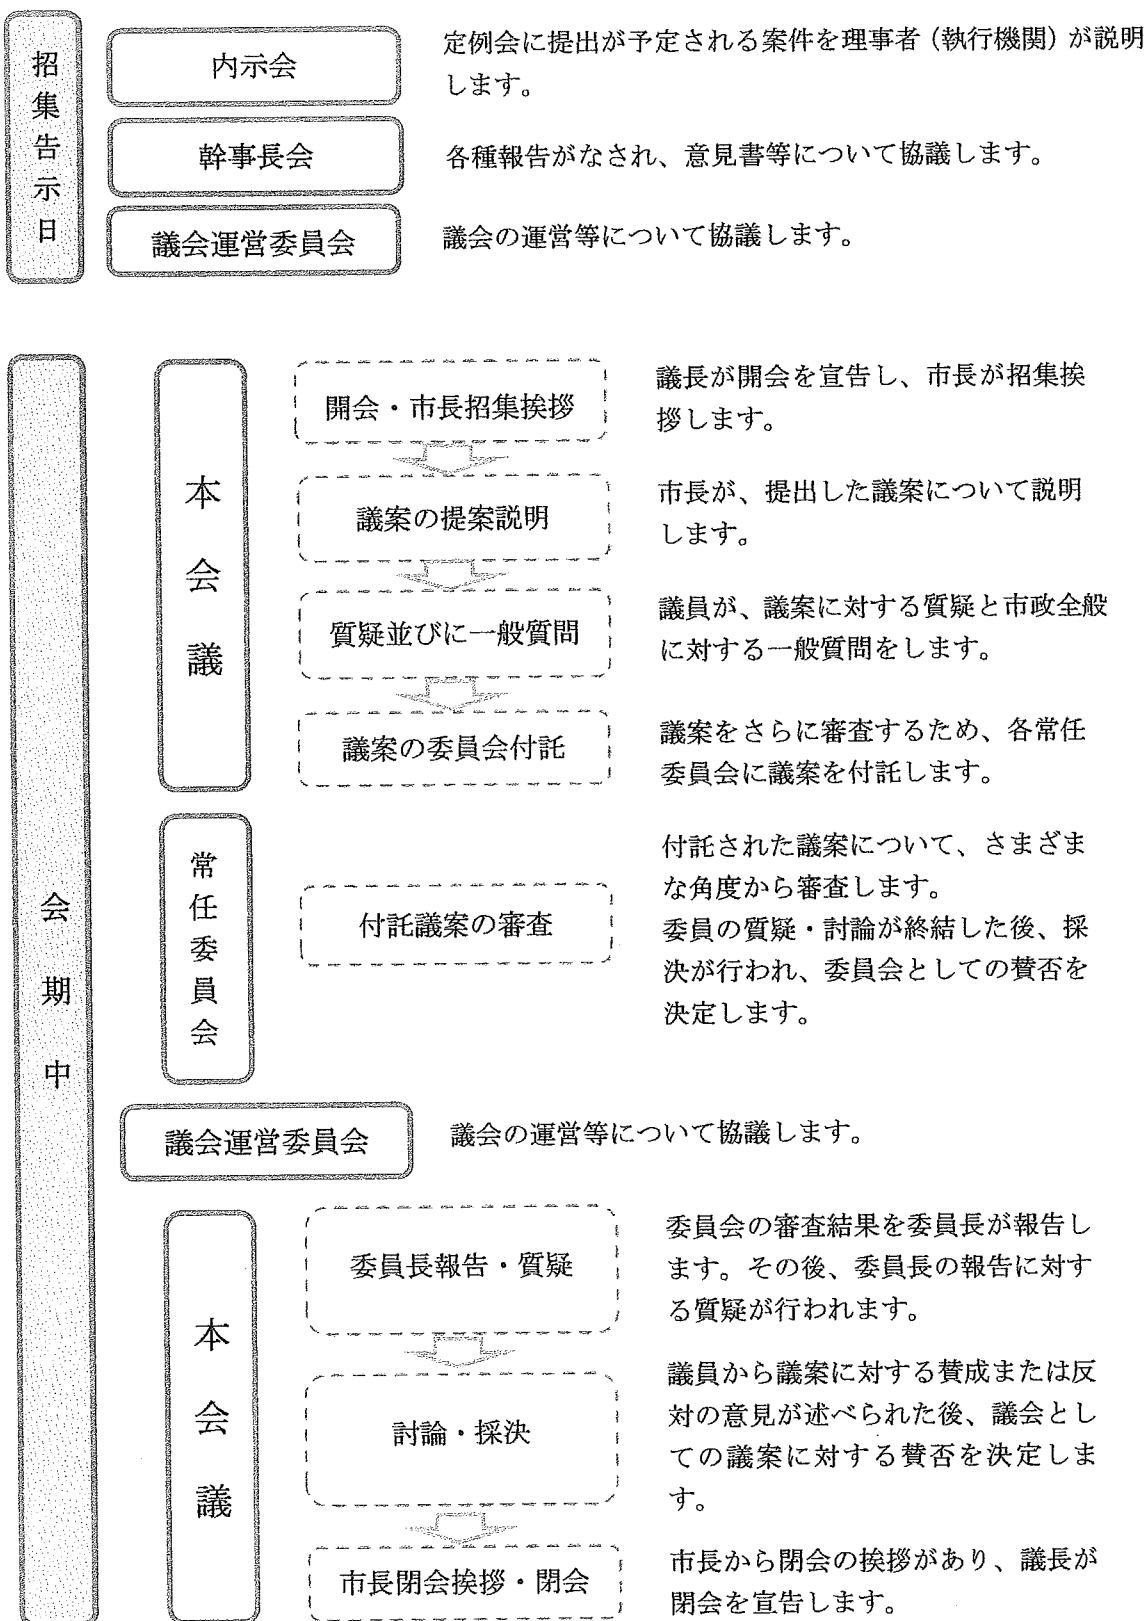 招集告示日
内示会
定例会に提出が予定される案件を理事者（執行機関）が説明
します。
幹事長会
各種報告がなされ、意見書等について協議します。
議会運営委員会
議会の運営等について協議します。
会期中
本会議
開会・市長招集挨拶
議長が開会を宣告し、市長が招集挨
拶します。
議案の提案説明
市長が、提出した議案について説明
します。
質疑並びに一般質問
議員が、議案に対する質疑と市政全般
に対する一般質問をします。
議案の委員会付託
議案をさらに審査するため、各常任
委員会に議案を付託します。
常任委員会
付託議案の審査
付託された議案について、さまざま
な角度から審査します。
委員の質疑・討論が終結した後、採
決が行われ、委員会としての賛否を
決定します。
議会運営委員会
議会の運営等について協議します。
本会議
委員長報告・質疑
委員会の審査結果を委員長が報告し
ます。その後、委員長の報告に対す
る質疑が行われます。
討論・採決
議員から議案に対する賛成または反
対の意見が述べられた後、議会とし
ての議案に対する賛否を決定しま
す。
市長閉会挨拶・閉会
市長から閉会の挨拶があり、議長が
閉会を宣告します。